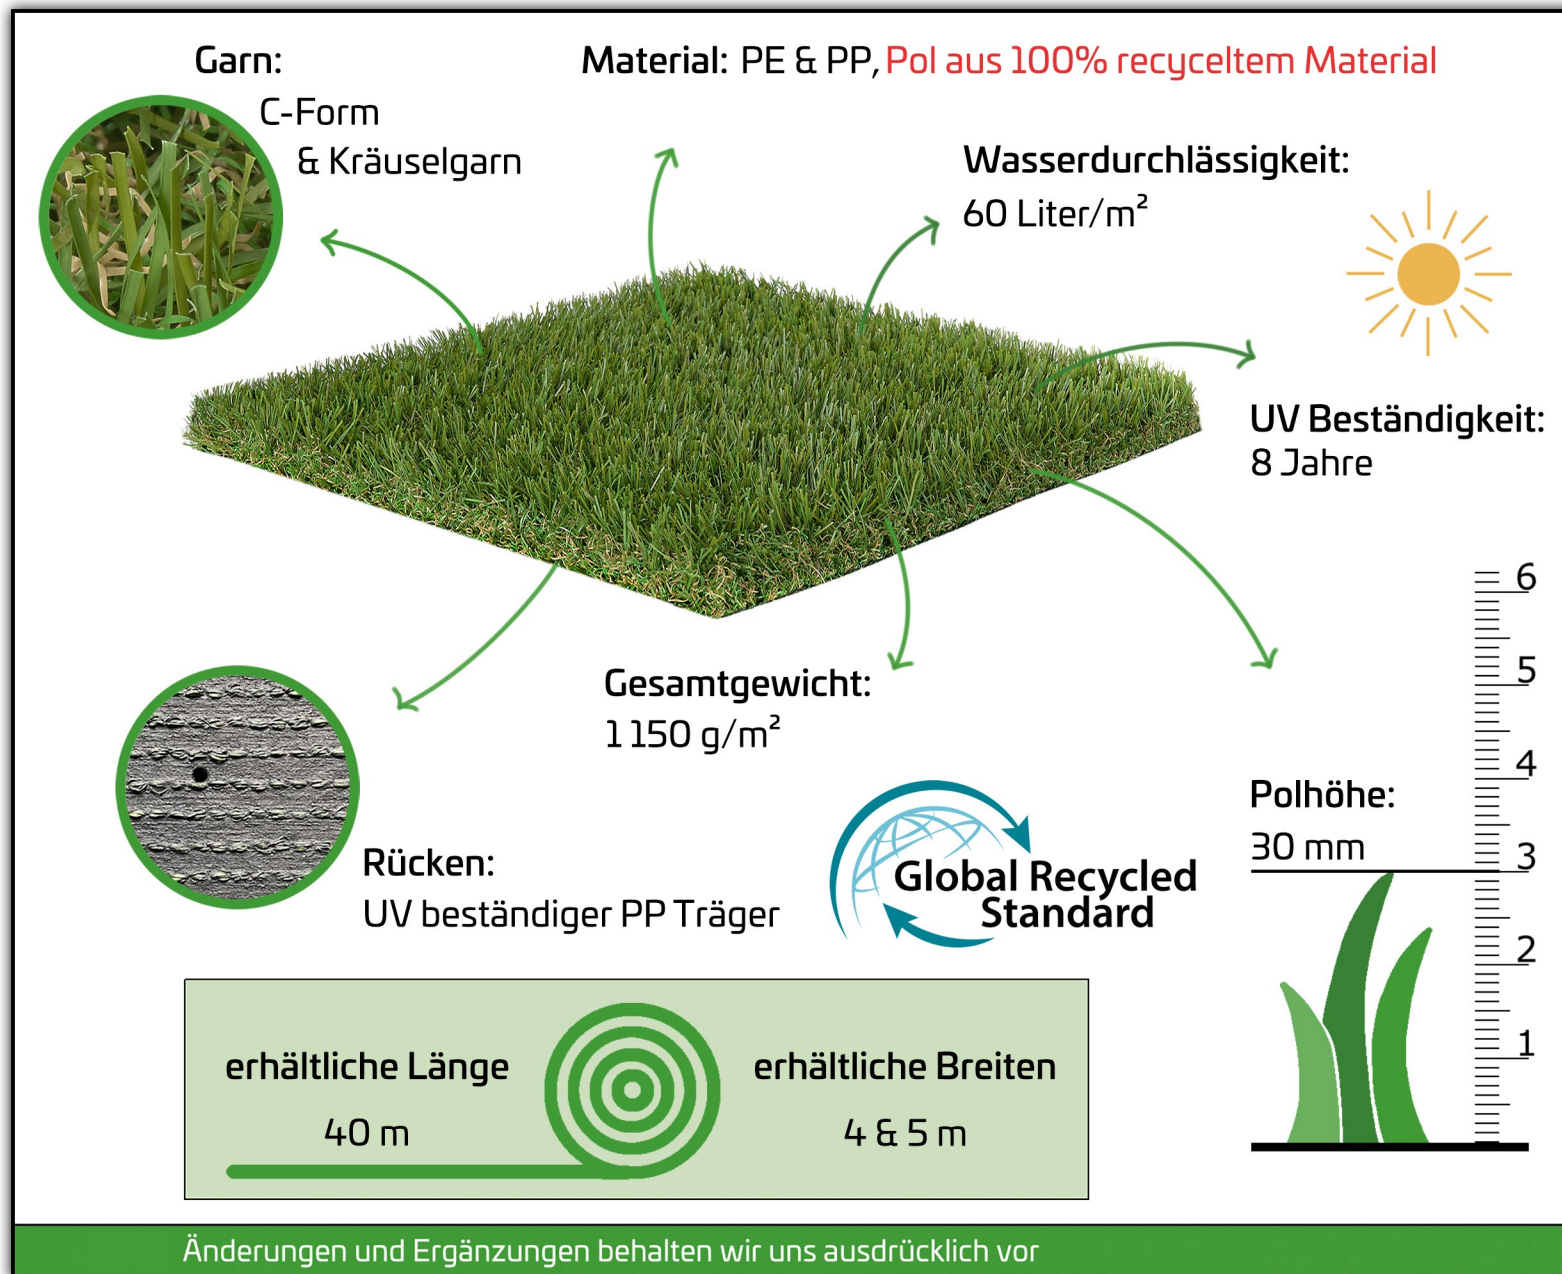 Garn:
C-Form
& Kräuselgarn
Material: PE & PP, Pol aus 100% recyceltem Material
Wasserdurchlässigkeit:
60 Liter/m²
UV Beständigkeit:
8 Jahre
Gesamtgewicht:
1150 g/m²
Rücken:
UV beständiger PP Träger
Global Recycled
Standard
Polhöhe:
30 mm
6
5
4
3
2
1
erhältliche Länge
40 m
erhältliche Breiten
4 & 5 m
Änderungen und Ergänzungen behalten wir uns ausdrücklich vor